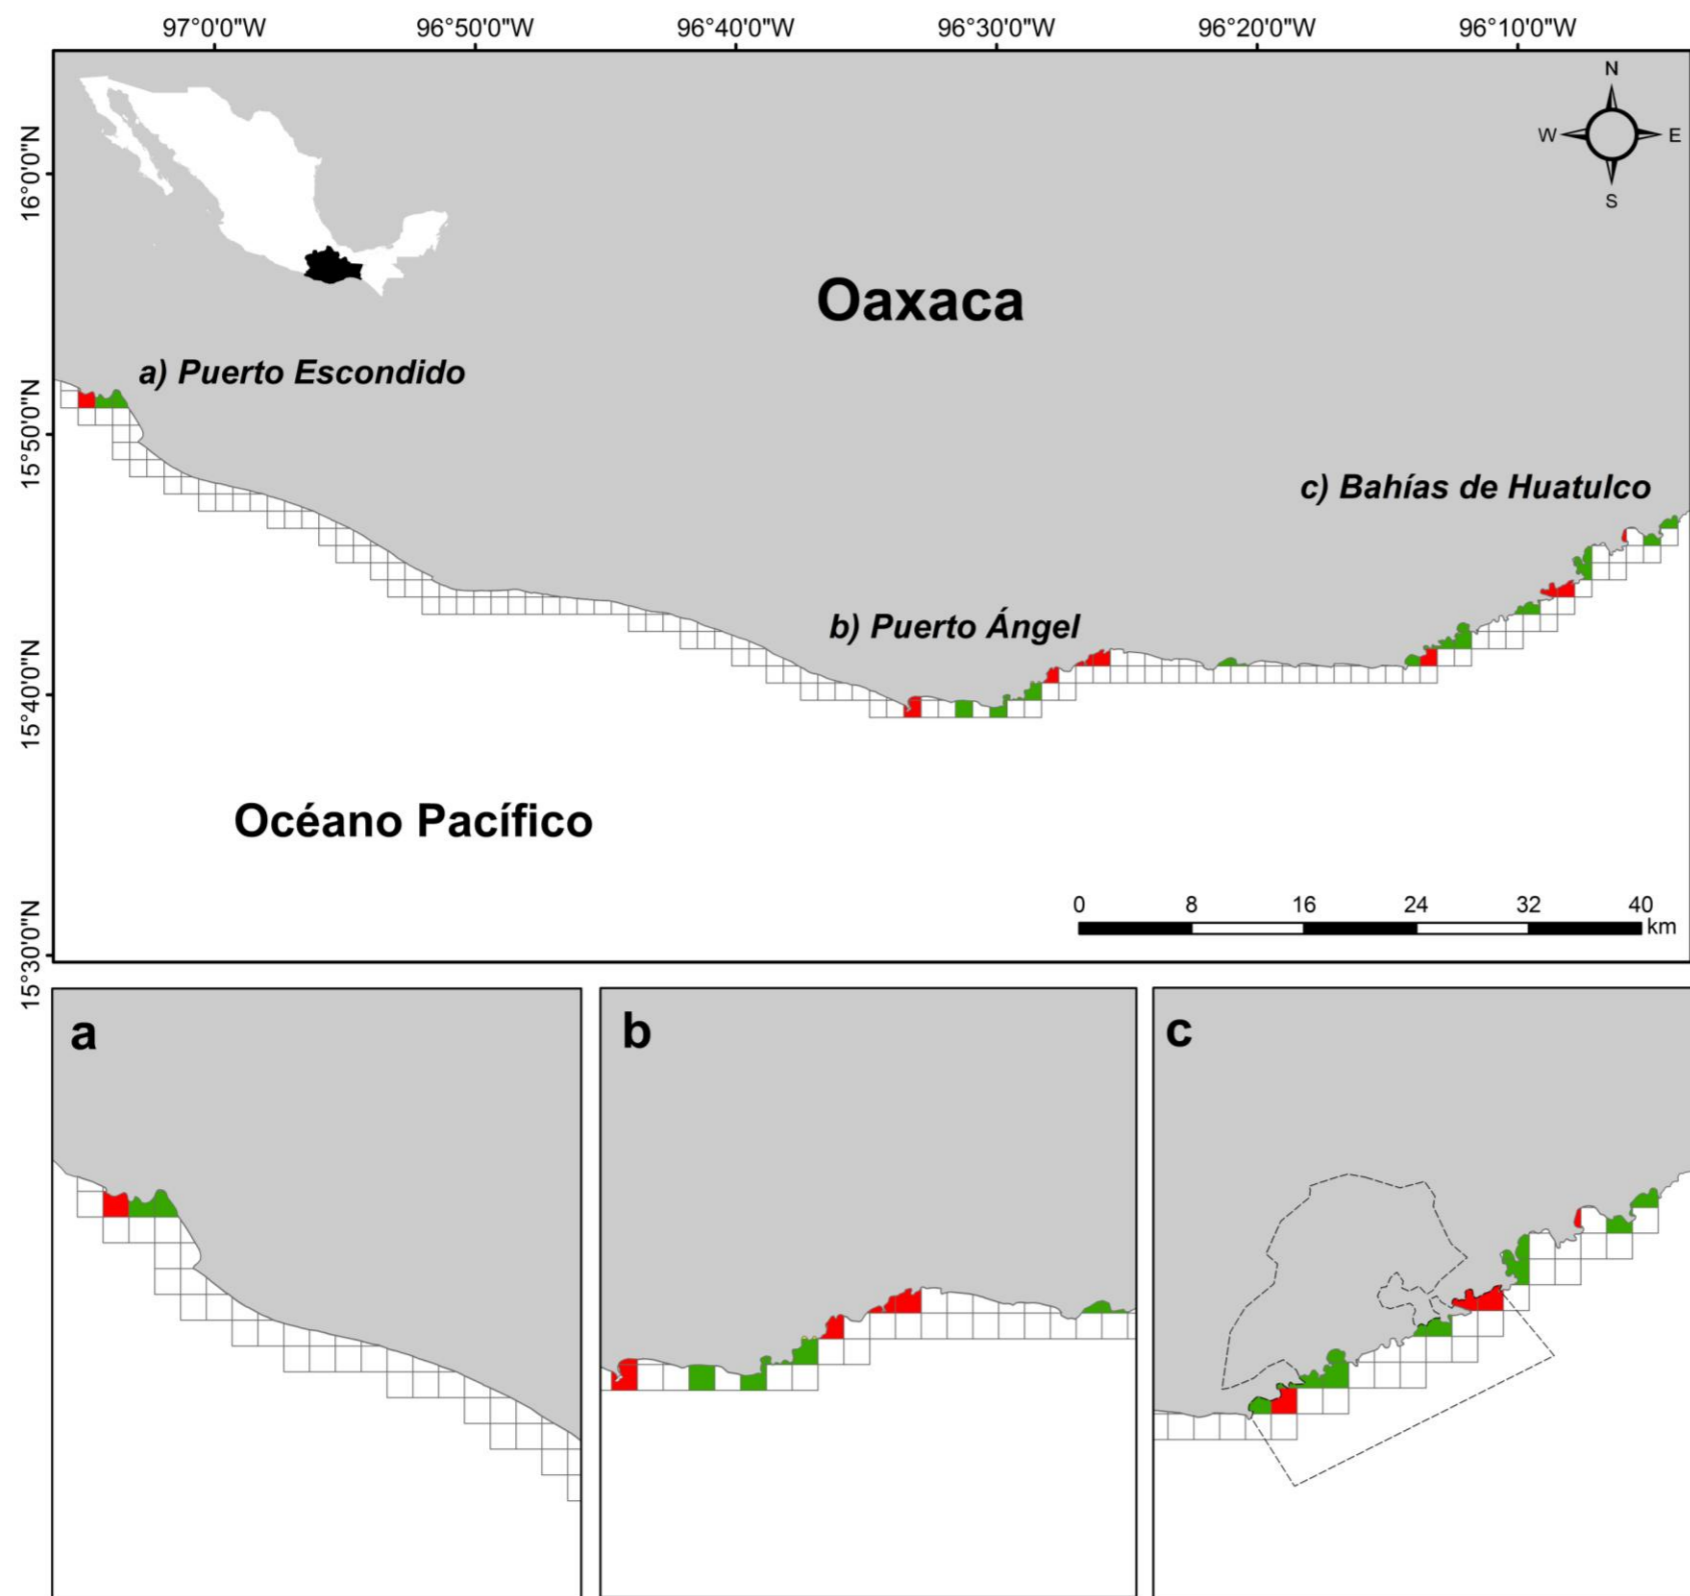 97°0'0"W 96°50'0"W 96°40'0"W 96°30'0"W 96°20'0"W 96°10'0"W
N
W E
S
16°0'0"N
Oaxaca
a) Puerto Escondido
15°50'0"N
c) Bahías de Huatulco
b) Puerto Ángel
15°40'0"N
Océano Pacífico
0 8 16 24 32 40
km
15°30'0"N
a
b
c